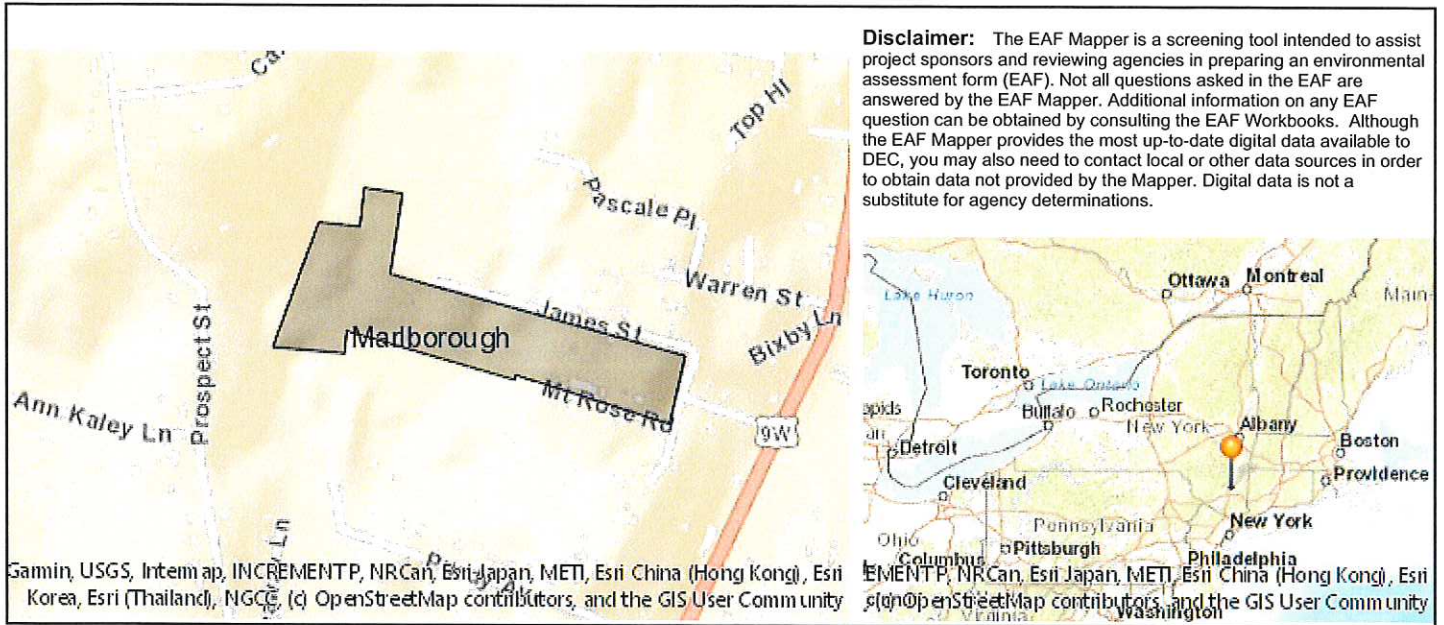 Disclaimer: The EAF Mapper is a screening tool intended to assist
project sponsors and reviewing agencies in preparing an environmental
assessment form (EAF). Not all questions asked in the EAF are
answered by the EAF Mapper. Additional information on any EAF
question can be obtained by consulting the EAF Workbooks. Although
the EAF Mapper provides the most up-to-date digital data available to
DEC, you may also need to contact local or other data sources in order
to obtain data not provided by the Mapper. Digital data is not a
substitute for agency determinations.
Top Hl
Pascale Pl
Warren St
James St
Bixby Ln
Marlborough
Prospect St
Mt Rose Rd
Ann Kaley Ln
9W
Garmin, USGS, Intermap, INCREMENT P, NRCan, Esri Japan, METI, Esri China (Hong Kong), Esri
Korea, Esri (Thailand), NGCC, (c) OpenStreetMap contributors, and the GIS User Community
Ottawa
Montreal
Main
Lake Huron
Toronto
Lake Ontario
apids
Buffalo
Rochester
New York
Albany
Detroit
Boston
Providence
Cleveland
New York
Pennsylvania
Ohio
Pittsburgh
Columbus
Philadelphia
EMENT P, NRCan, Esri Japan, METI, Esri China (Hong Kong), Esri
OpenStreetMap contributors, and the GIS User Community
Virginia
Washington